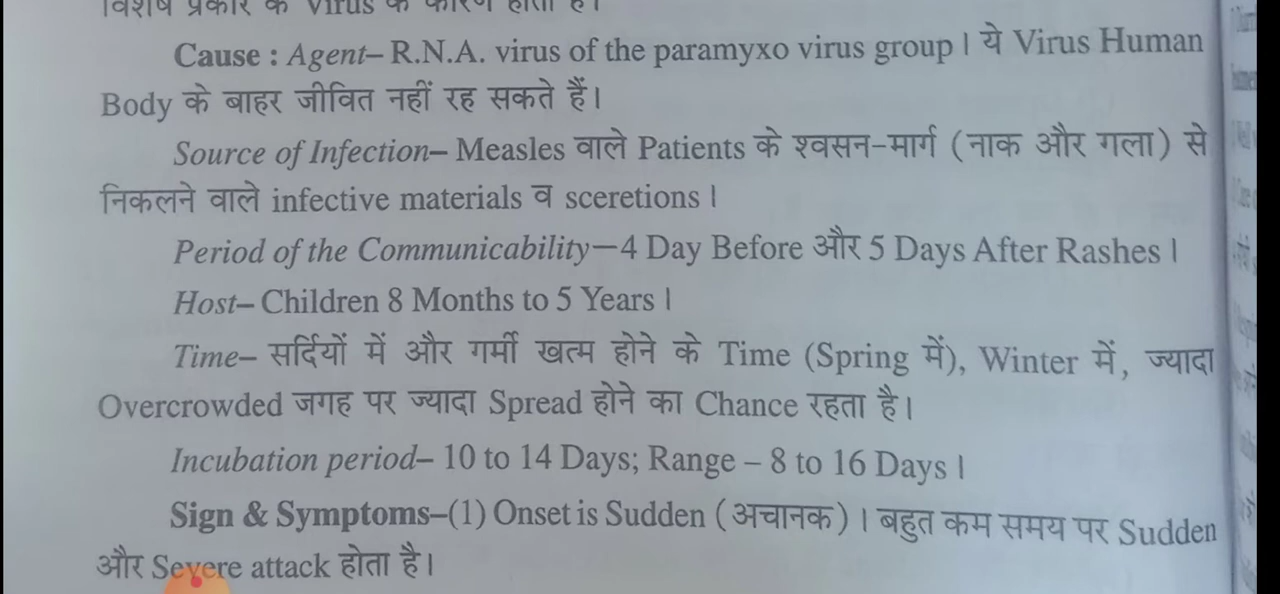 विशेष प्रकार के Virus के कारण होता है।
Cause : Agent– R.N.A. virus of the paramyxo virus group। ये Virus Human
Body के बाहर जीवित नहीं रह सकते हैं।
Source of Infection– Measles वाले Patients के श्वसन-मार्ग (नाक और गला) से
निकलने वाले infective materials व sceretions।
Period of the Communicability—4 Day Before और 5 Days After Rashes।
Host– Children 8 Months to 5 Years।
Time– सर्दियों में और गर्मी खत्म होने के Time (Spring में), Winter में, ज्यादा
Overcrowded जगह पर ज्यादा Spread होने का Chance रहता है।
Incubation period– 10 to 14 Days; Range – 8 to 16 Days।
Sign & Symptoms–(1) Onset is Sudden (अचानक)। बहुत कम समय पर Sudden
और Severe attack होता है।